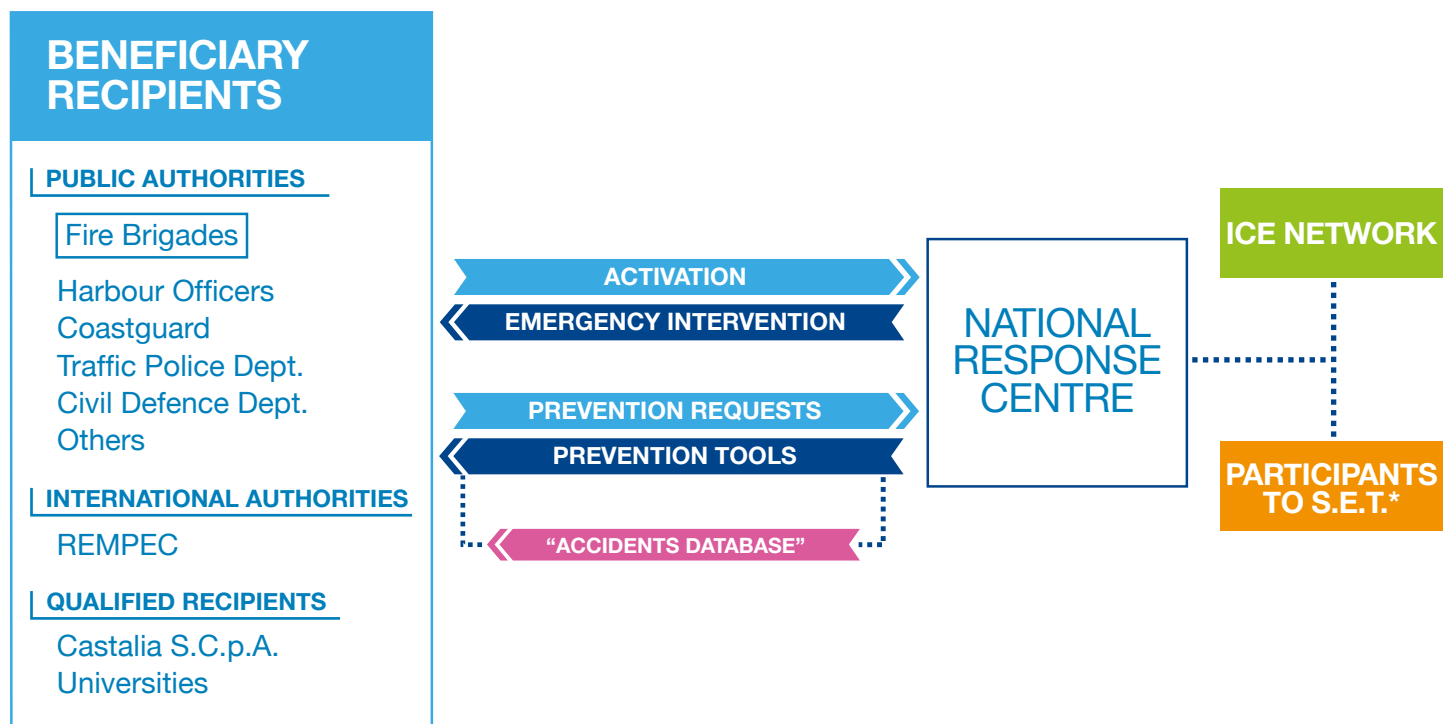 BENEFICIARY
RECIPIENTS
PUBLIC AUTHORITIES
Fire Brigades
Harbour Officers
Coastguard
Traffic Police Dept.
Civil Defence Dept.
Others
INTERNATIONAL AUTHORITIES
REMPEC
QUALIFIED RECIPIENTS
Castalia S.C.p.A.
Universities
ACTIVATION
EMERGENCY INTERVENTION
PREVENTION REQUESTS
PREVENTION TOOLS
“ACCIDENTS DATABASE”
NATIONAL
RESPONSE
CENTRE
ICE NETWORK
PARTICIPANTS
TO S.E.T.*